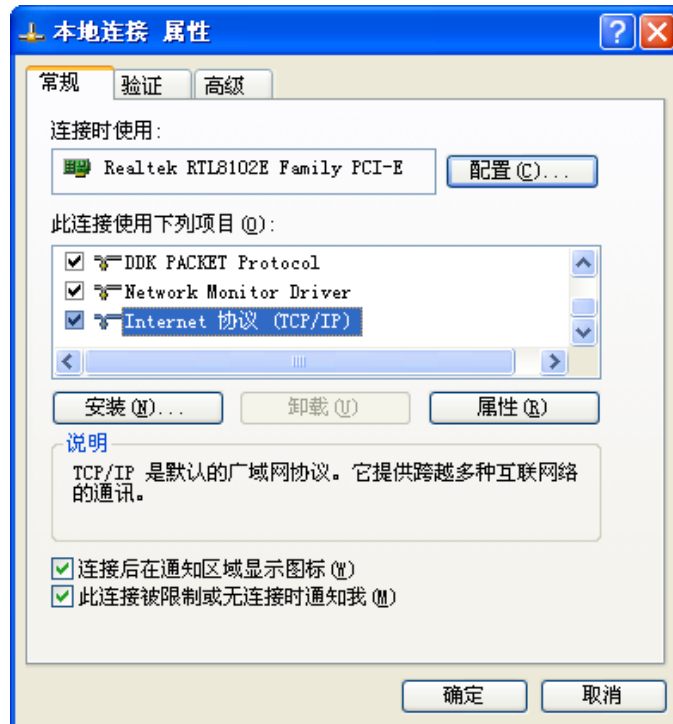 本地连接 属性
常规 验证 高级
连接时使用:
Realtek RTL8102E Family PCI-E 配置(C)...
此连接使用下列项目(O):
DDK PACKET Protocol
Network Monitor Driver
Internet 协议 (TCP/IP)
安装(N)... 卸载(U) 属性(R)
说明
TCP/IP 是默认的广域网协议。它提供跨越多种互联网络
的通讯。
连接后在通知区域显示图标(W)
此连接被限制或无连接时通知我(M)
确定 取消